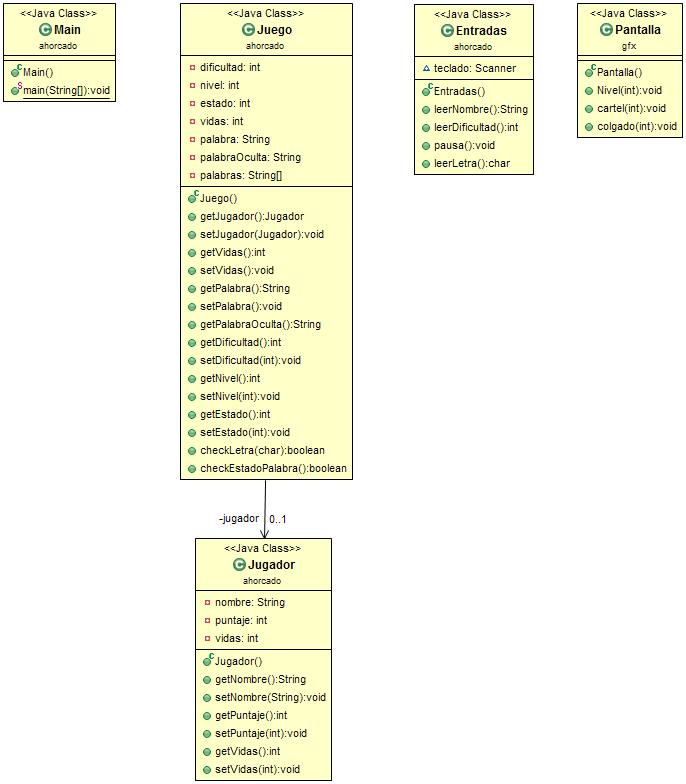 <<Java Class>>
Main
ahorcado
Main()
main(String[]):void
<<Java Class>>
Juego
ahorcado
dificultad: int
nivel: int
estado: int
vidas: int
palabra: String
palabraOculta: String
palabras: String[]
Juego()
getJugador():Jugador
setJugador(Jugador):void
getVidas():int
setVidas():void
getPalabra():String
setPalabra():void
getPalabraOculta():String
getDificultad():int
setDificultad(int):void
getNivel():int
setNivel(int):void
getEstado():int
setEstado(int):void
checkLetra(char):boolean
checkEstadoPalabra():boolean
<<Java Class>>
Entradas
ahorcado
teclado: Scanner
Entradas()
leerNombre():String
leerDificultad():int
pausa():void
leerLetra():char
<<Java Class>>
Pantalla
gfx
Pantalla()
Nivel(int):void
cartel(int):void
colgado(int):void
-jugador 0..1
<<Java Class>>
Jugador
ahorcado
nombre: String
puntaje: int
vidas: int
Jugador()
getNombre():String
setNombre(String):void
getPuntaje():int
setPuntaje(int):void
getVidas():int
setVidas(int):void